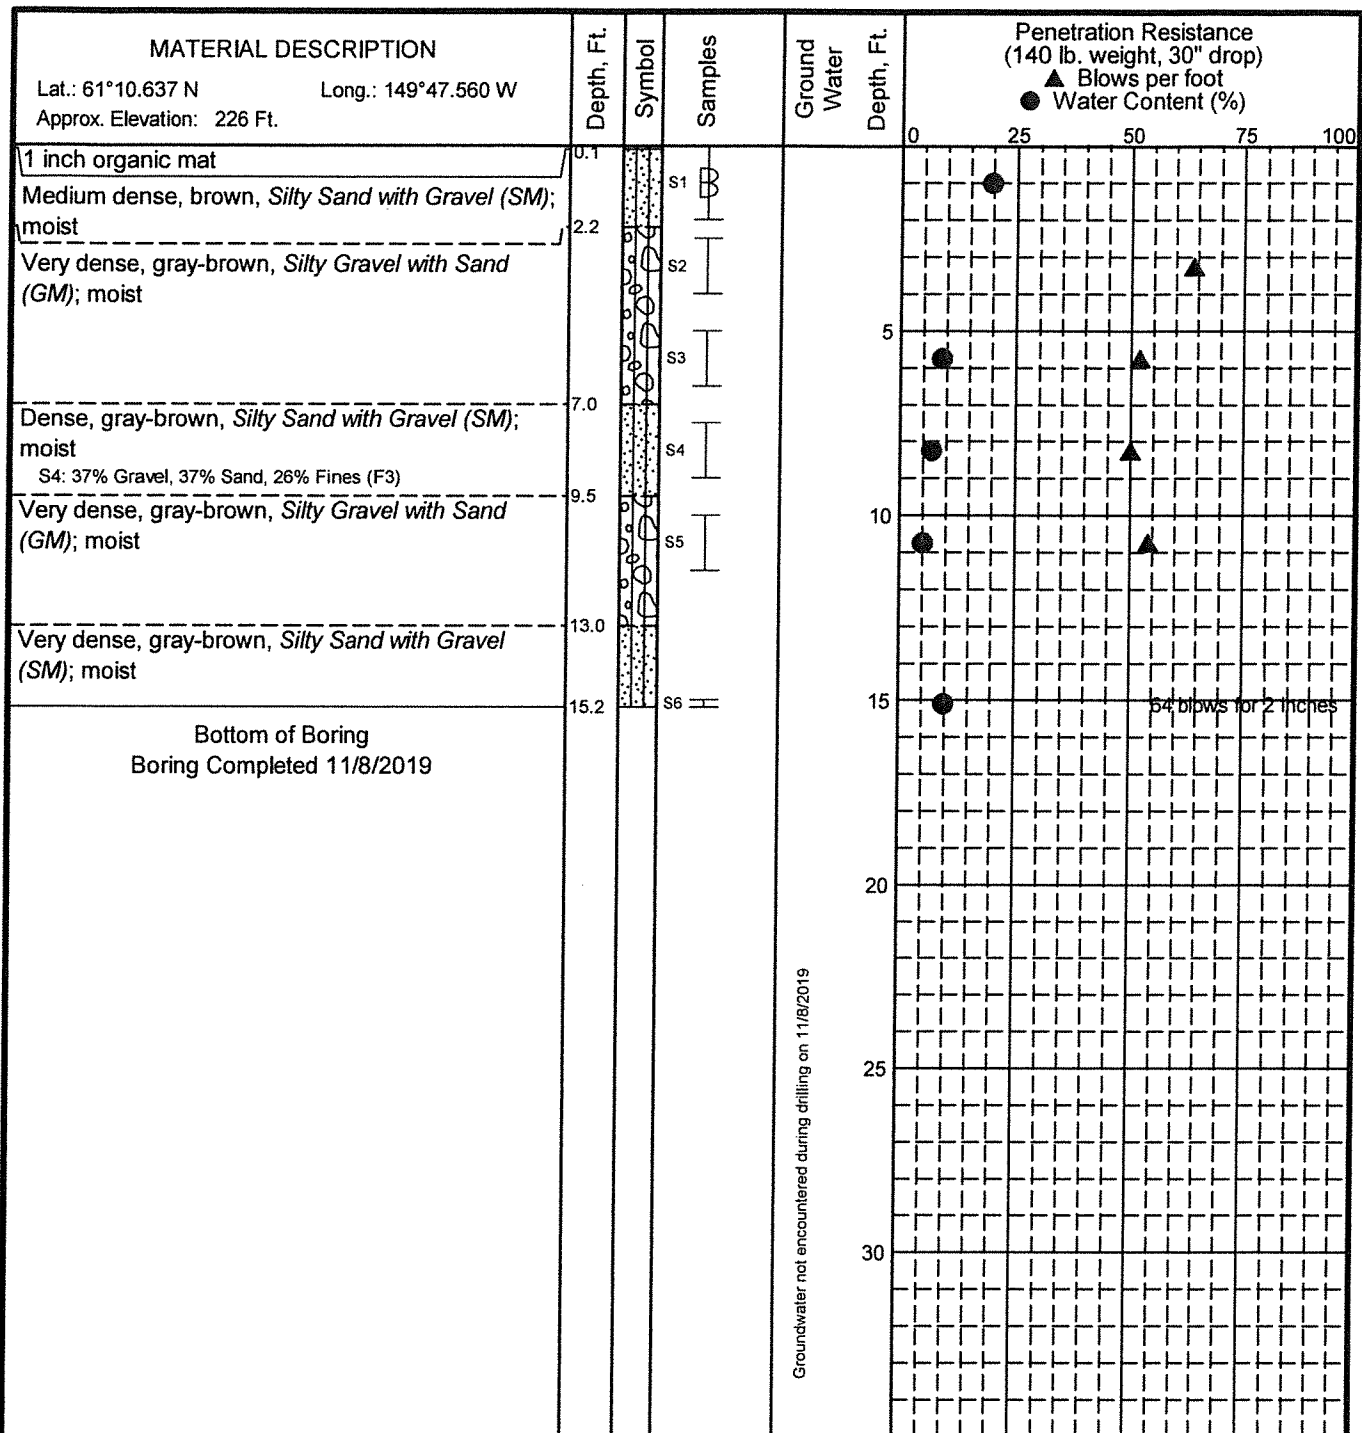 MATERIAL DESCRIPTION
Lat.: 61°10.637 N Long.: 149°47.560 W
Approx. Elevation: 226 Ft.
Depth, Ft.
Symbol
Samples
Ground
Water
Depth, Ft.
Penetration Resistance
(140 lb. weight, 30" drop)
▲ Blows per foot
● Water Content (%)
0 25 50 75 100
1 inch organic mat
0.1
Medium dense, brown, Silty Sand with Gravel (SM);
moist
S1
2.2
Very dense, gray-brown, Silty Gravel with Sand
(GM); moist
S2
5
S3
7.0
Dense, gray-brown, Silty Sand with Gravel (SM);
moist
S4: 37% Gravel, 37% Sand, 26% Fines (F3)
S4
9.5
Very dense, gray-brown, Silty Gravel with Sand
(GM); moist
S5
10
13.0
Very dense, gray-brown, Silty Sand with Gravel
(SM); moist
15.2
S6
15
64 blows for 2 inches
Bottom of Boring
Boring Completed 11/8/2019
20
25
30
Groundwater not encountered during drilling on 11/8/2019